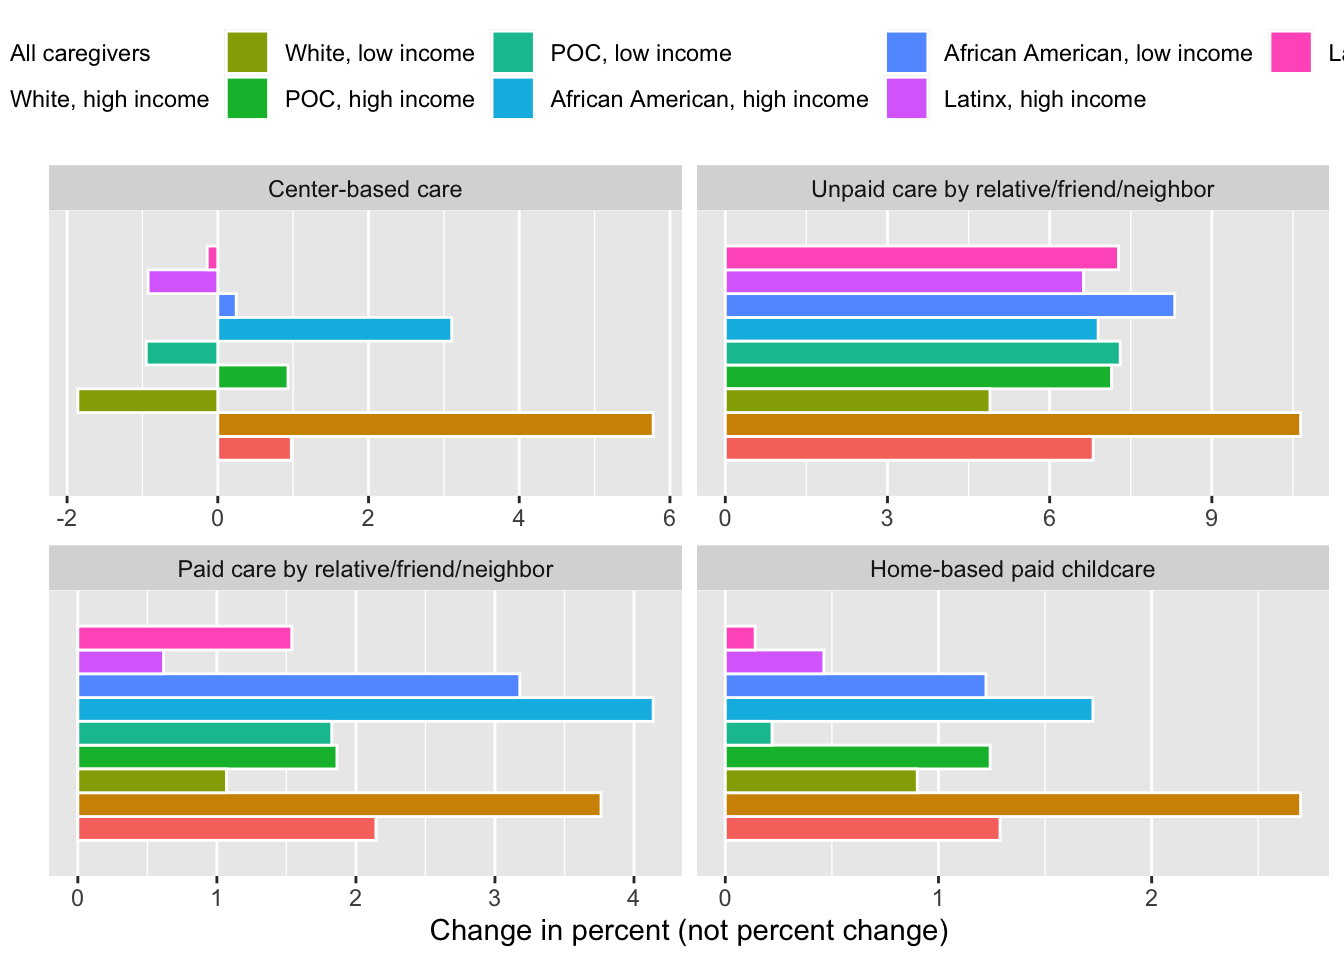 All caregivers White, low income POC, low income African American, low income
White, high income POC, high income African American, high income Latinx, high income
Center-based care Unpaid care by relative/friend/neighbor
-2 0 2 4 6 0 3 6 9
Paid care by relative/friend/neighbor Home-based paid childcare
0 1 2 3 4 0 1 2
Change in percent (not percent change)